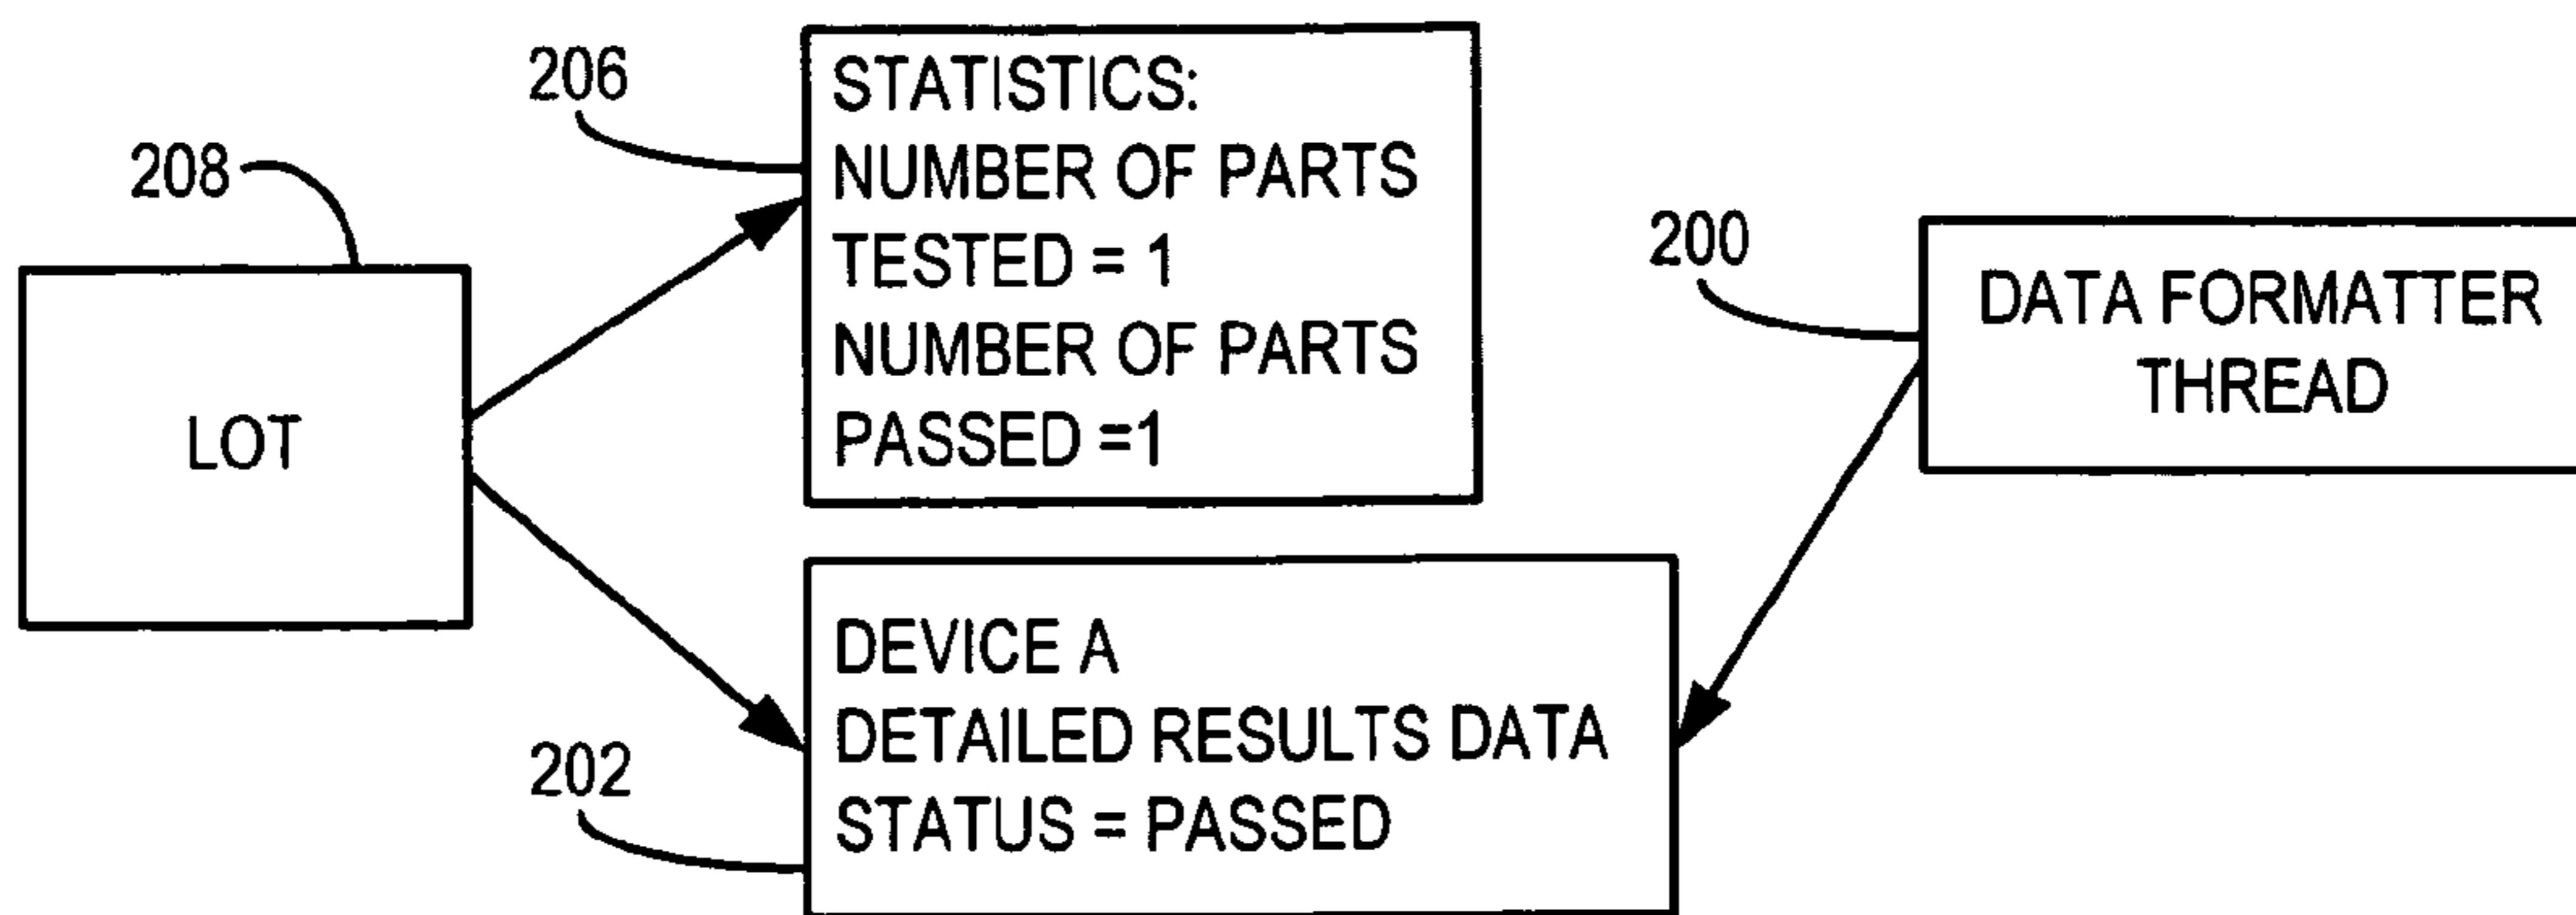 206
STATISTICS:
NUMBER OF PARTS
TESTED = 1
NUMBER OF PARTS
PASSED =1
208
LOT
200
DATA FORMATTER
THREAD
202
DEVICE A
DETAILED RESULTS DATA
STATUS = PASSED